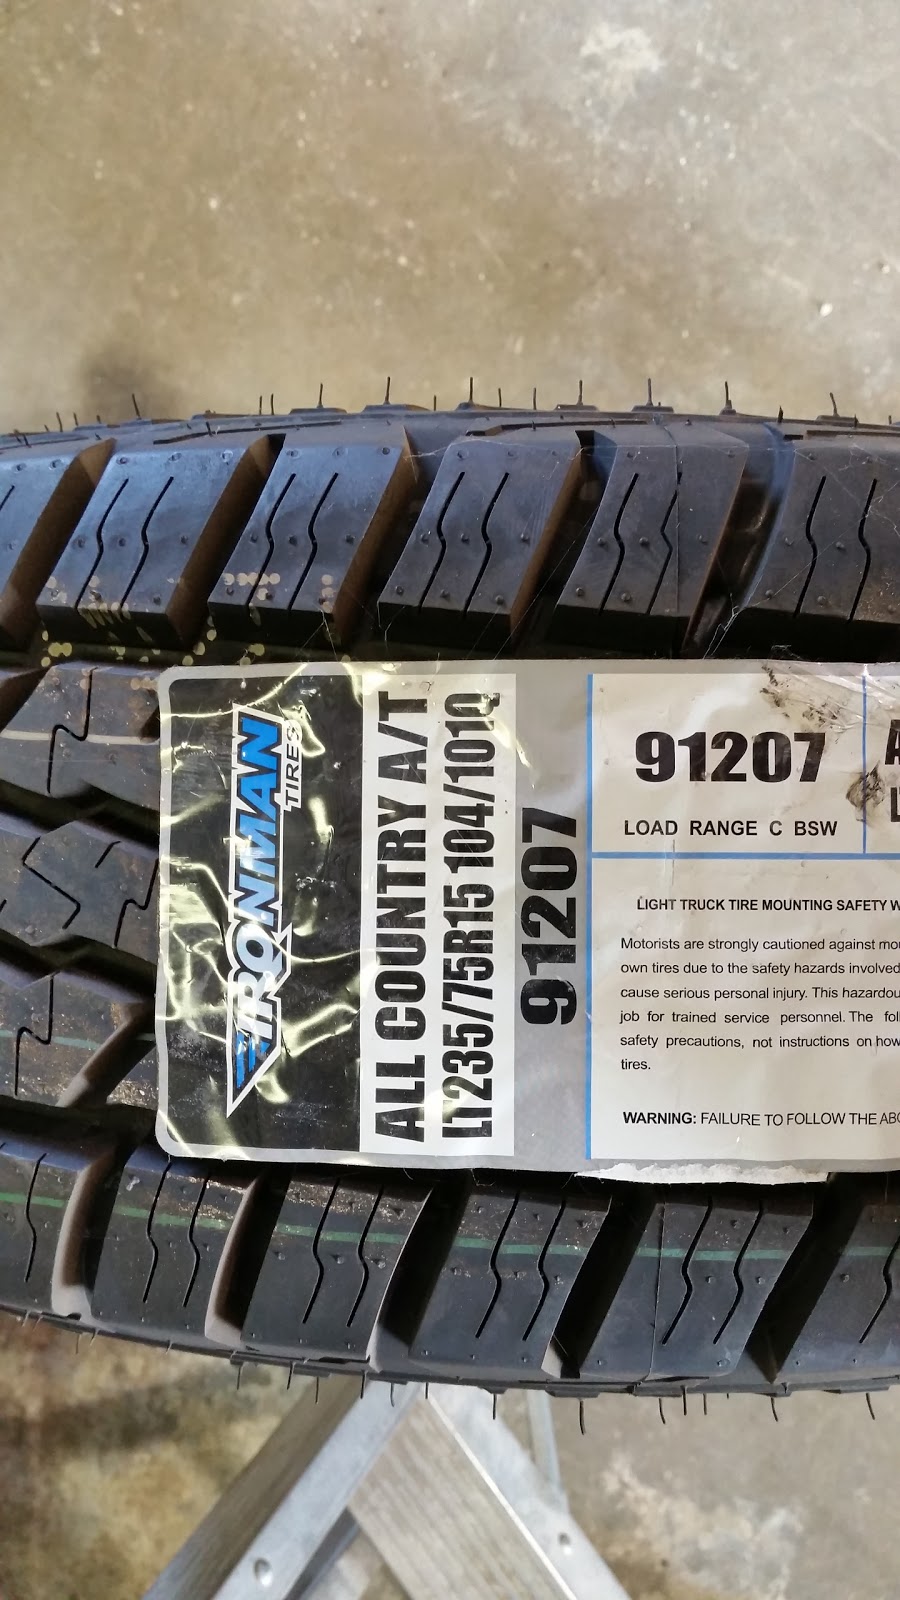 IRONMAN
TIRES
ALL COUNTRY A/T
LT235/75R15 104/101Q
91207
91207
LOAD RANGE C BSW
LIGHT TRUCK TIRE MOUNTING SAFETY W
Motorists are strongly cautioned against mou
own tires due to the safety hazards involved
cause serious personal injury. This hazardou
job for trained service personnel. The foll
safety precautions, not instructions on how
tires.
WARNING: FAILURE TO FOLLOW THE ABO